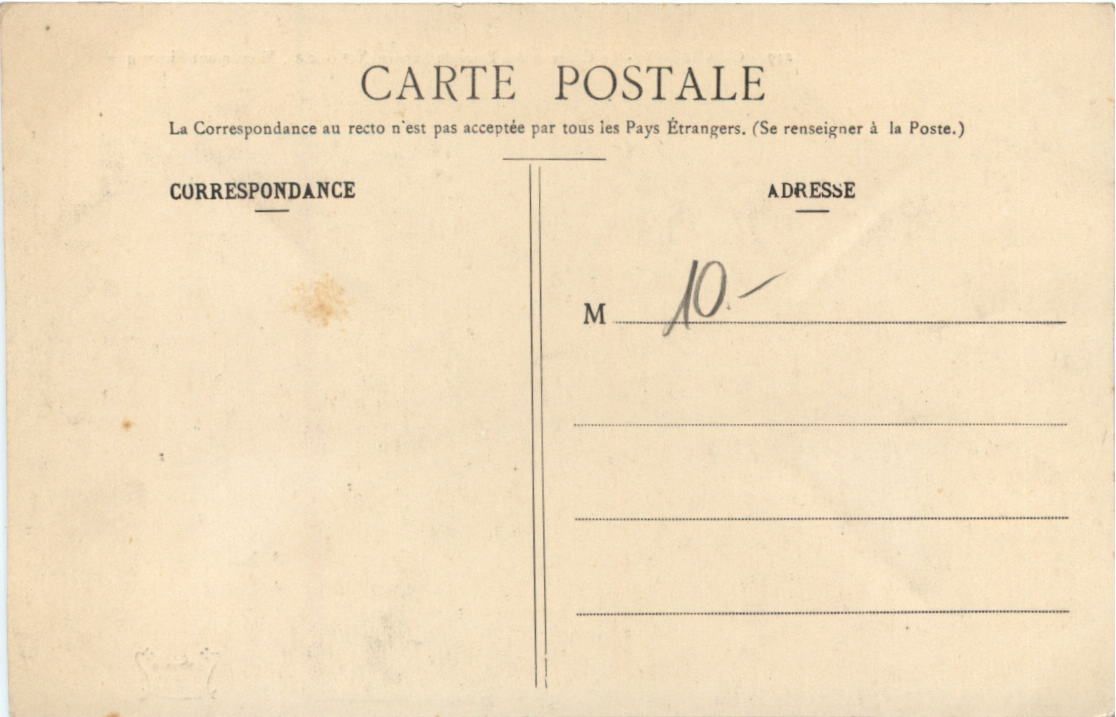 CARTE POSTALE
La Correspondance au recto n'est pas acceptée par tous les Pays Étrangers. (Se renseigner à la Poste.)
CORRESPONDANCE
ADRESSE
M 10.-